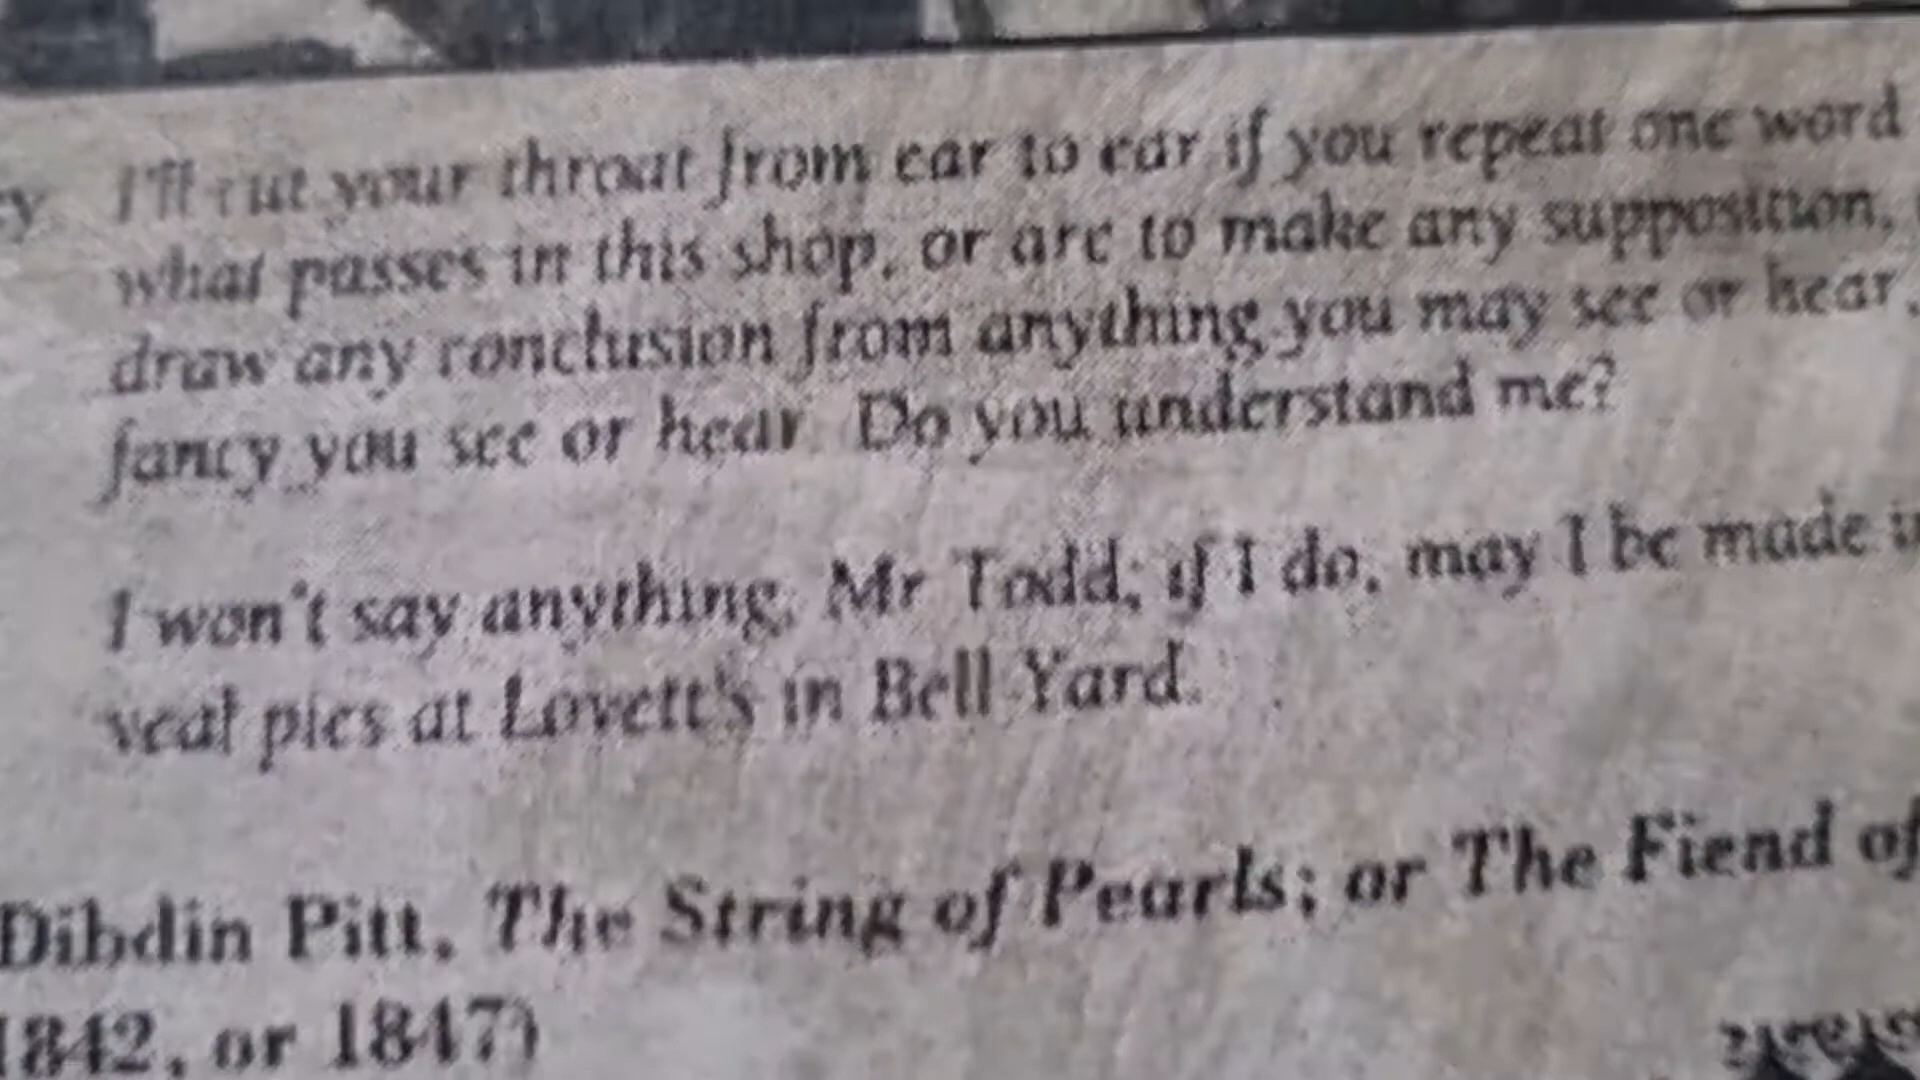 I'll cut your throat from ear to ear if you repeat one word
what passes in this shop, or are to make any supposition,
draw any conclusion from anything you may see or hear,
fancy you see or hear. Do you understand me?
I won't say anything, Mr Todd; if I do, may I be made
veal pies at Lovett's in Bell Yard.
Dibdin Pitt, The String of Pearls; or The Fiend of
1842, or 1847)